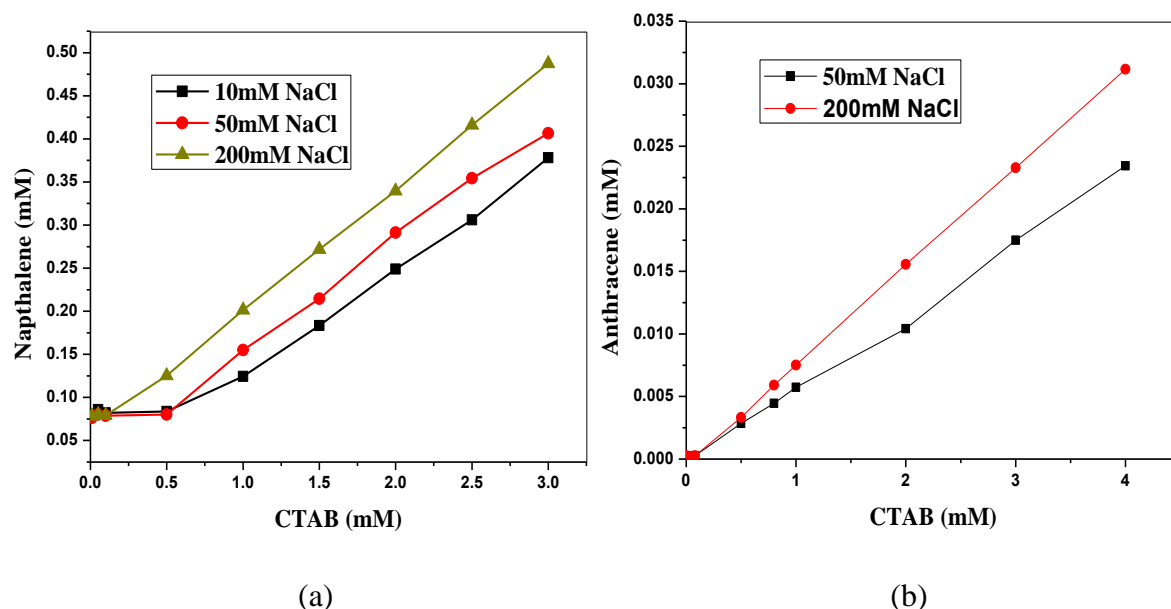 10mM NaCl
50mM NaCl
200mM NaCl
0.50
0.45
0.40
0.35
0.30
0.25
0.20
0.15
0.10
0.05
Napthalene (mM)
0.0 0.5 1.0 1.5 2.0 2.5 3.0
CTAB (mM)
(a)
50mM NaCl
200mM NaCl
0.035
0.030
0.025
0.020
0.015
0.010
0.005
0.000
Anthracene (mM)
0 1 2 3 4
CTAB (mM)
(b)